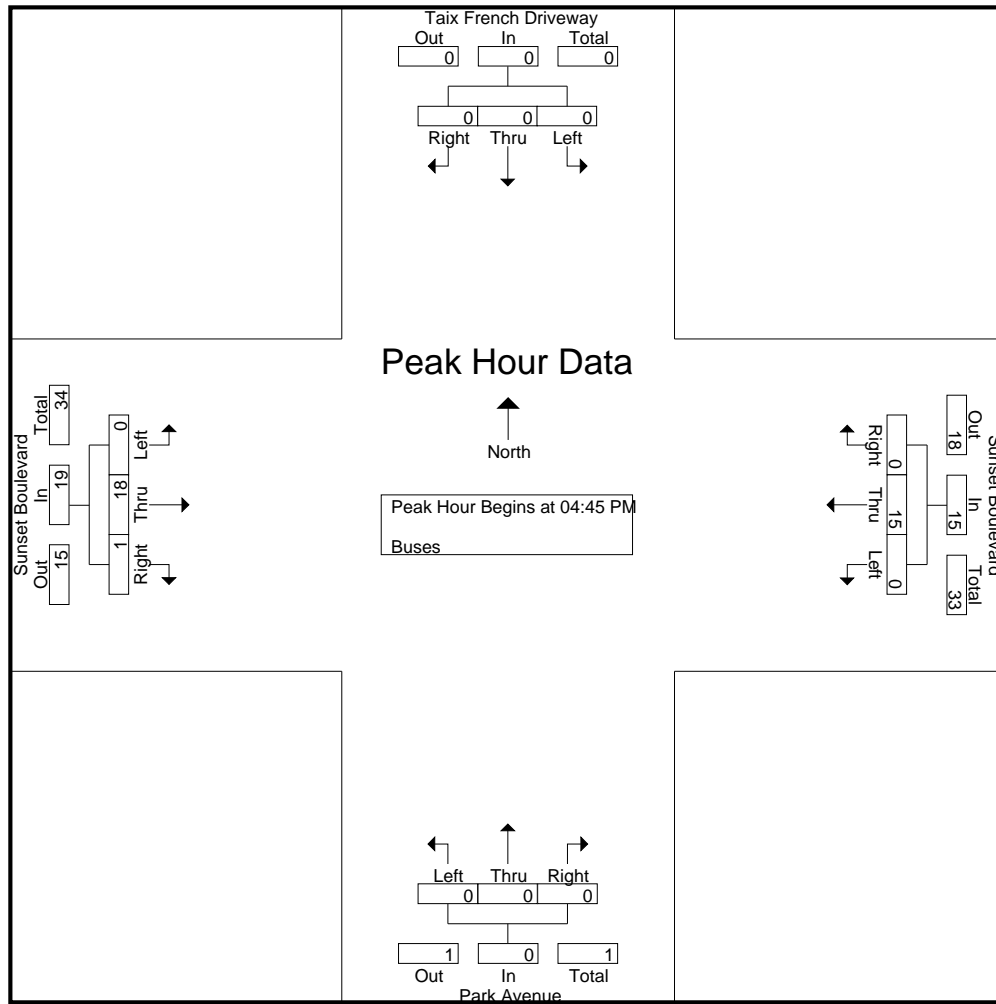 Taix French Driveway
Out In Total
0 0 0
0 0 0
Right Thru Left
Peak Hour Data
North
Peak Hour Begins at 04:45 PM
Buses
Sunset Boulevard
Total In Out
34 19 15
0 18 1
Left Thru Right
Right Thru Left
0 15 0
18 15 33
Out In Total
Sunset Boulevard
Left Thru Right
0 0 0
1 0 1
Out In Total
Park Avenue